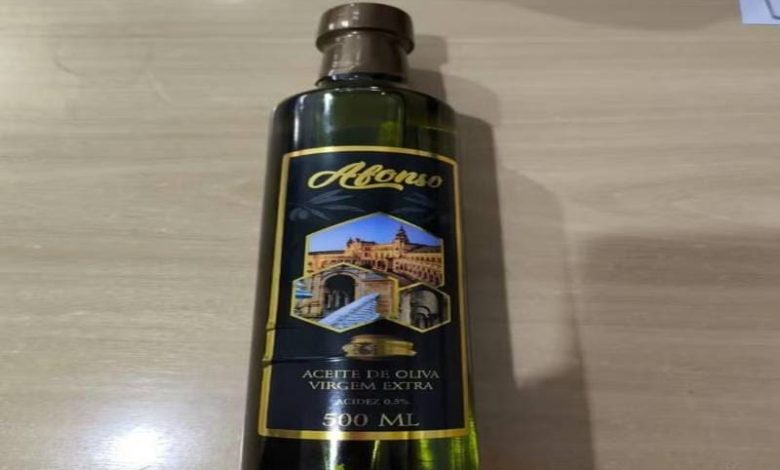 Afonso
ACEITE DE OLIVA
VIRGEM EXTRA
ACIDEZ 0.5%
500 ML